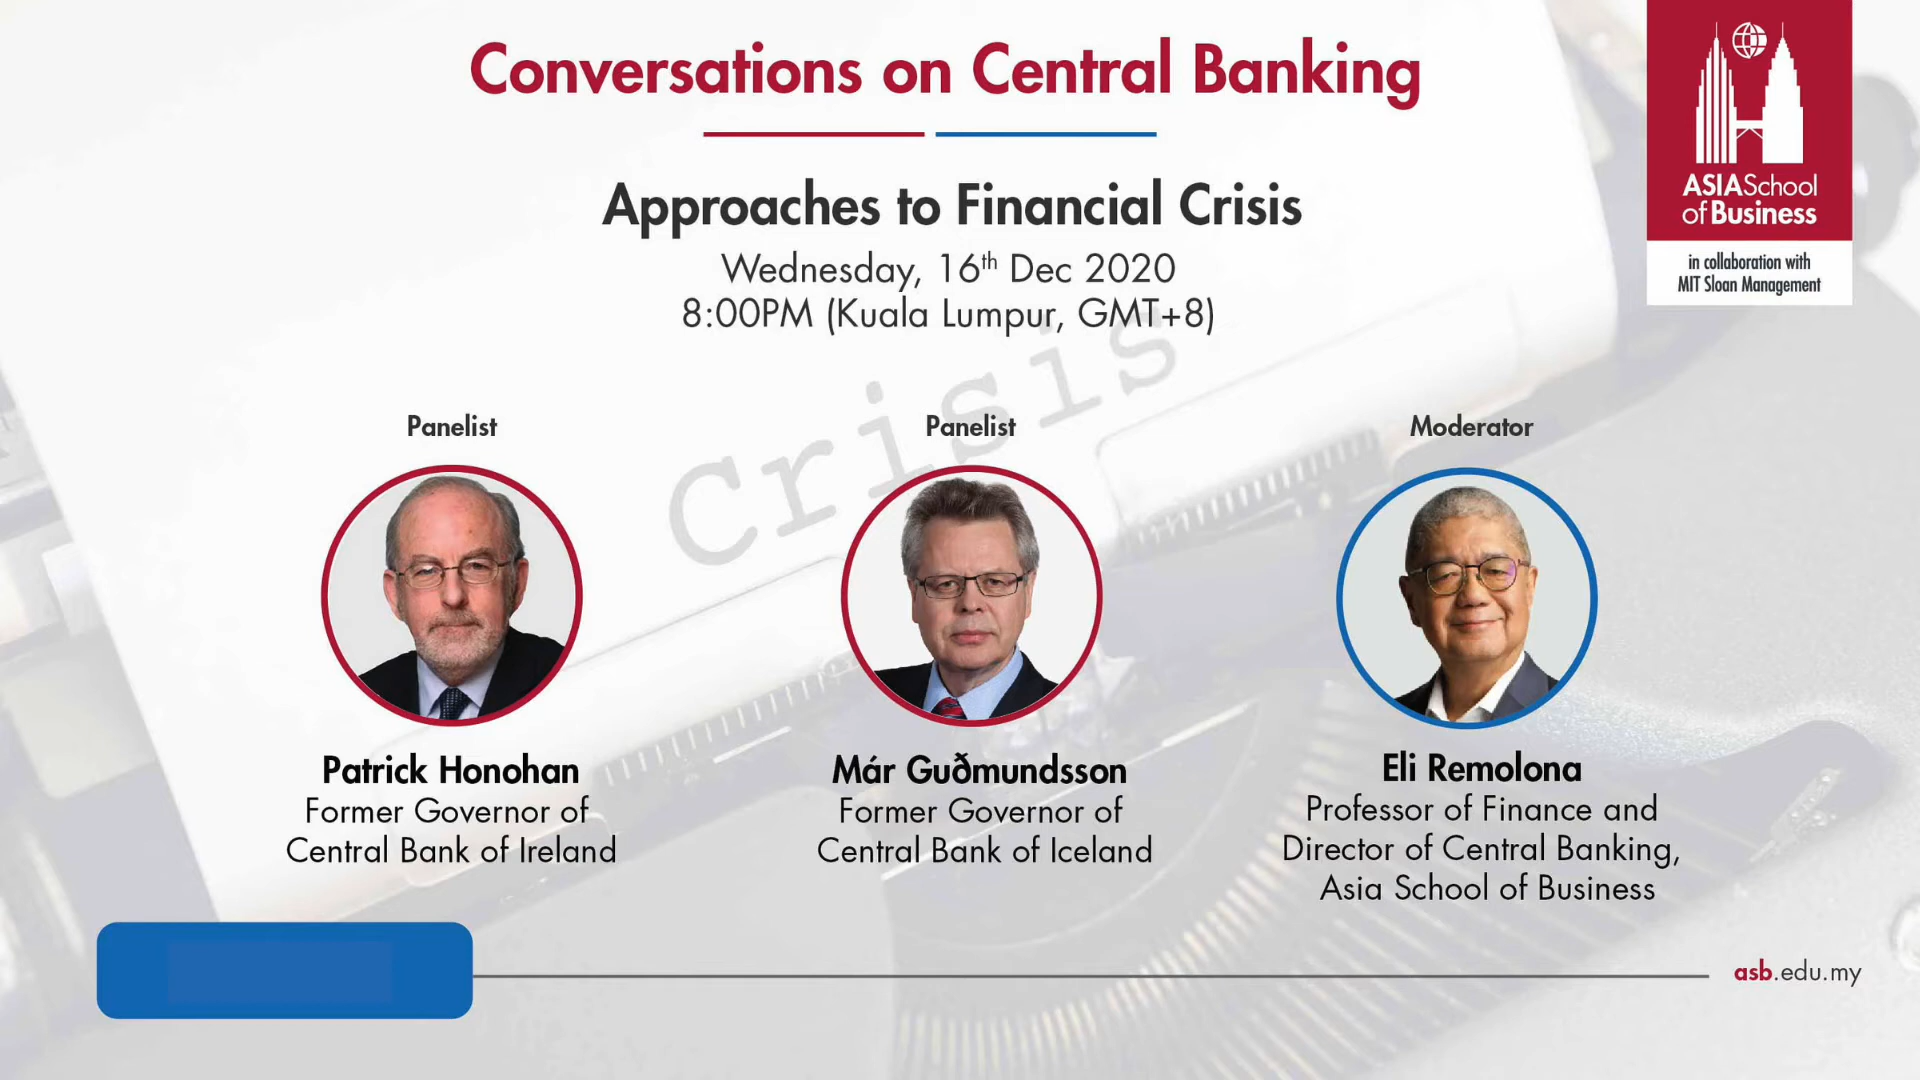 Conversations on Central Banking
ASIASchool
of Business
in collaboration with
MIT Sloan Management
Approaches to Financial Crisis
Wednesday, 16th Dec 2020
8:00PM (Kuala Lumpur, GMT+8)
Crisis
Panelist
Patrick Honohan
Former Governor of
Central Bank of Ireland
Panelist
Már Guðmundsson
Former Governor of
Central Bank of Iceland
Moderator
Eli Remolona
Professor of Finance and
Director of Central Banking,
Asia School of Business
asb.edu.my